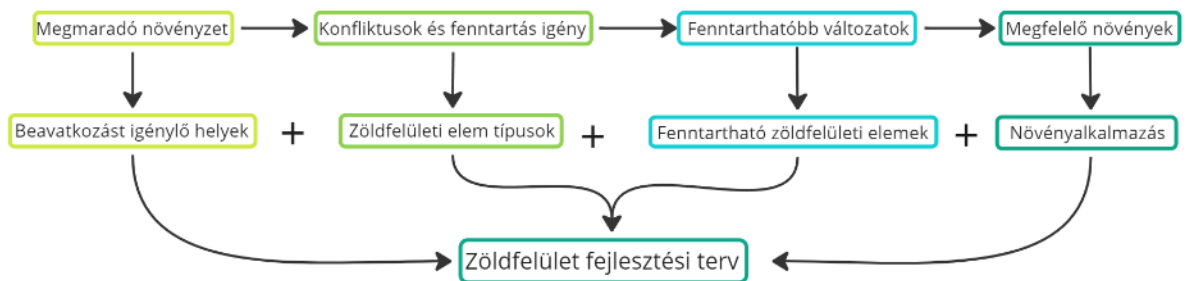 Megmaradó növényzet
Konfliktusok és fenntartás igény
Fenntarthatóbb változatok
Megfelelő növények
Beavatkozást igénylő helyek
+
Zöldfelületi elem típusok
+
Fenntartható zöldfelületi elemek
+
Növényalkalmazás
Zöldfelület fejlesztési terv